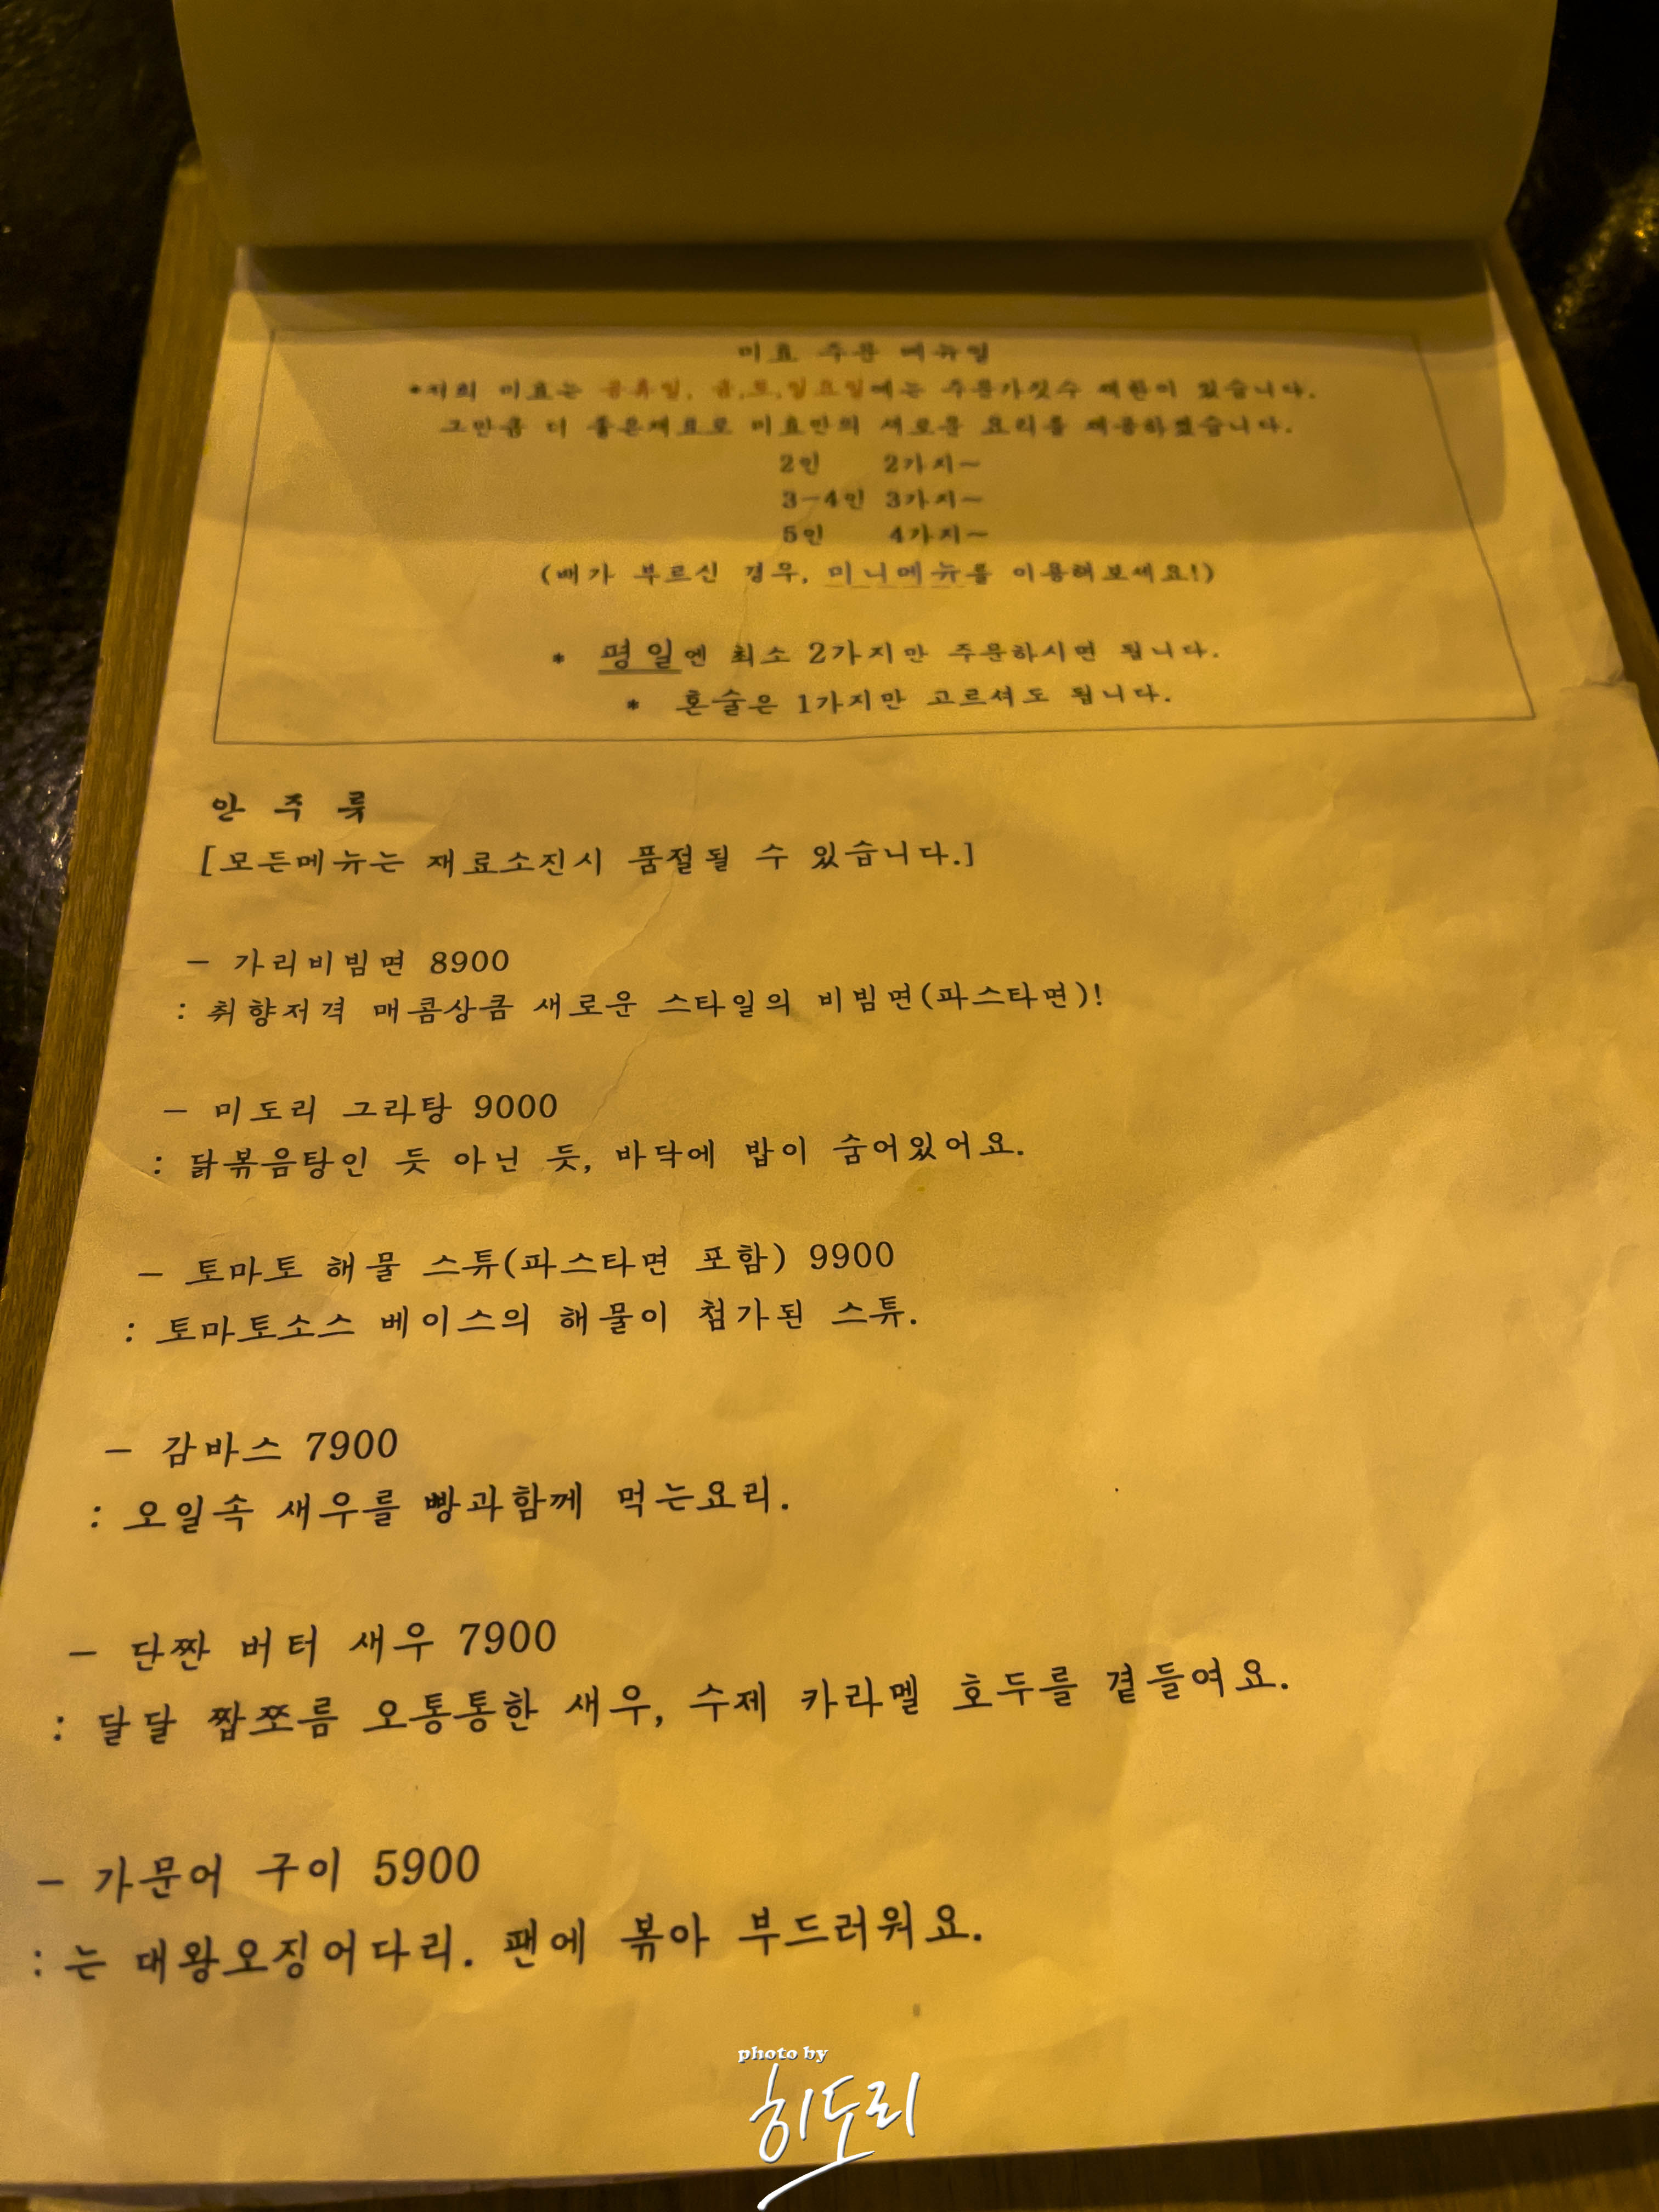 미료 주문 메뉴얼
*저희 미료는 공휴일, 금,토,일요일에는 주문가짓수 제한이 있습니다.
그만큼 더 좋은재료로 미료만의 새로운 요리를 제공하겠습니다.
2인 2가지~
3-4인 3가지~
5인 4가지~
(배가 부르신 경우, 미니메뉴를 이용해보세요!)
* 평일엔 최소 2가지만 주문하시면 됩니다.
* 혼술은 1가지만 고르셔도 됩니다.
안 주 륫
[모든메뉴는 재료소진시 품절될 수 있습니다.]
- 가리비빔면 8900
: 취향저격 매콤상큼 새로운 스타일의 비빔면(파스타면)!
- 미도리 그라탕 9000
: 닭볶음탕인 듯 아닌 듯, 바닥에 밥이 숨어있어요.
- 토마토 해물 스튜(파스타면 포함) 9900
: 토마토소스 베이스의 해물이 첨가된 스튜.
- 감바스 7900
: 오일속 새우를 빵과함께 먹는요리.
- 단짠 버터 새우 7900
: 달달 짭쪼름 오통통한 새우, 수제 카라멜 호두를 곁들여요.
- 가문어 구이 5900
: 는 대왕오징어다리. 팬에 볶아 부드러워요.
photo by
히도리